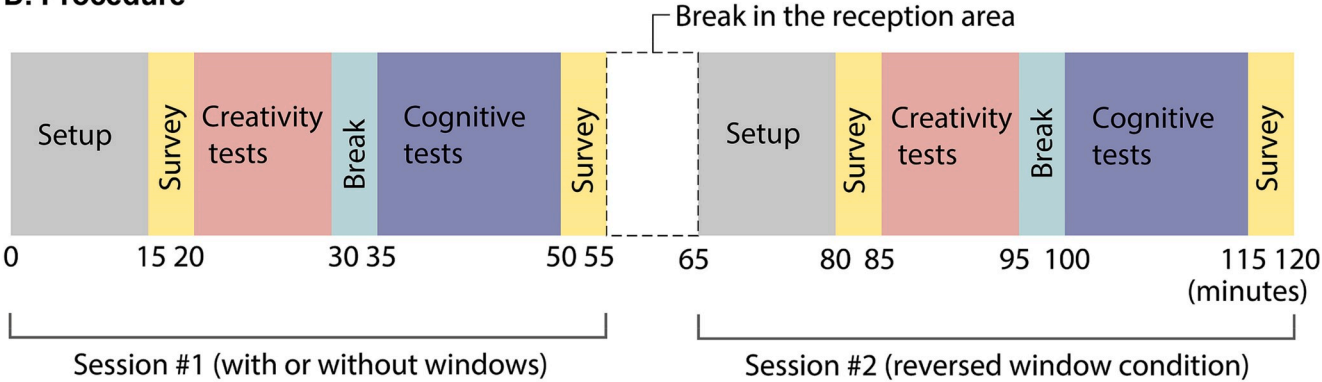 B. Procedure
Break in the reception area
Setup
Survey
Creativity
tests
Break
Cognitive
tests
Survey
Setup
Survey
Creativity
tests
Break
Cognitive
tests
Survey
0 15 20 30 35 50 55 65 80 85 95 100 115 120
(minutes)
Session #1 (with or without windows)
Session #2 (reversed window condition)